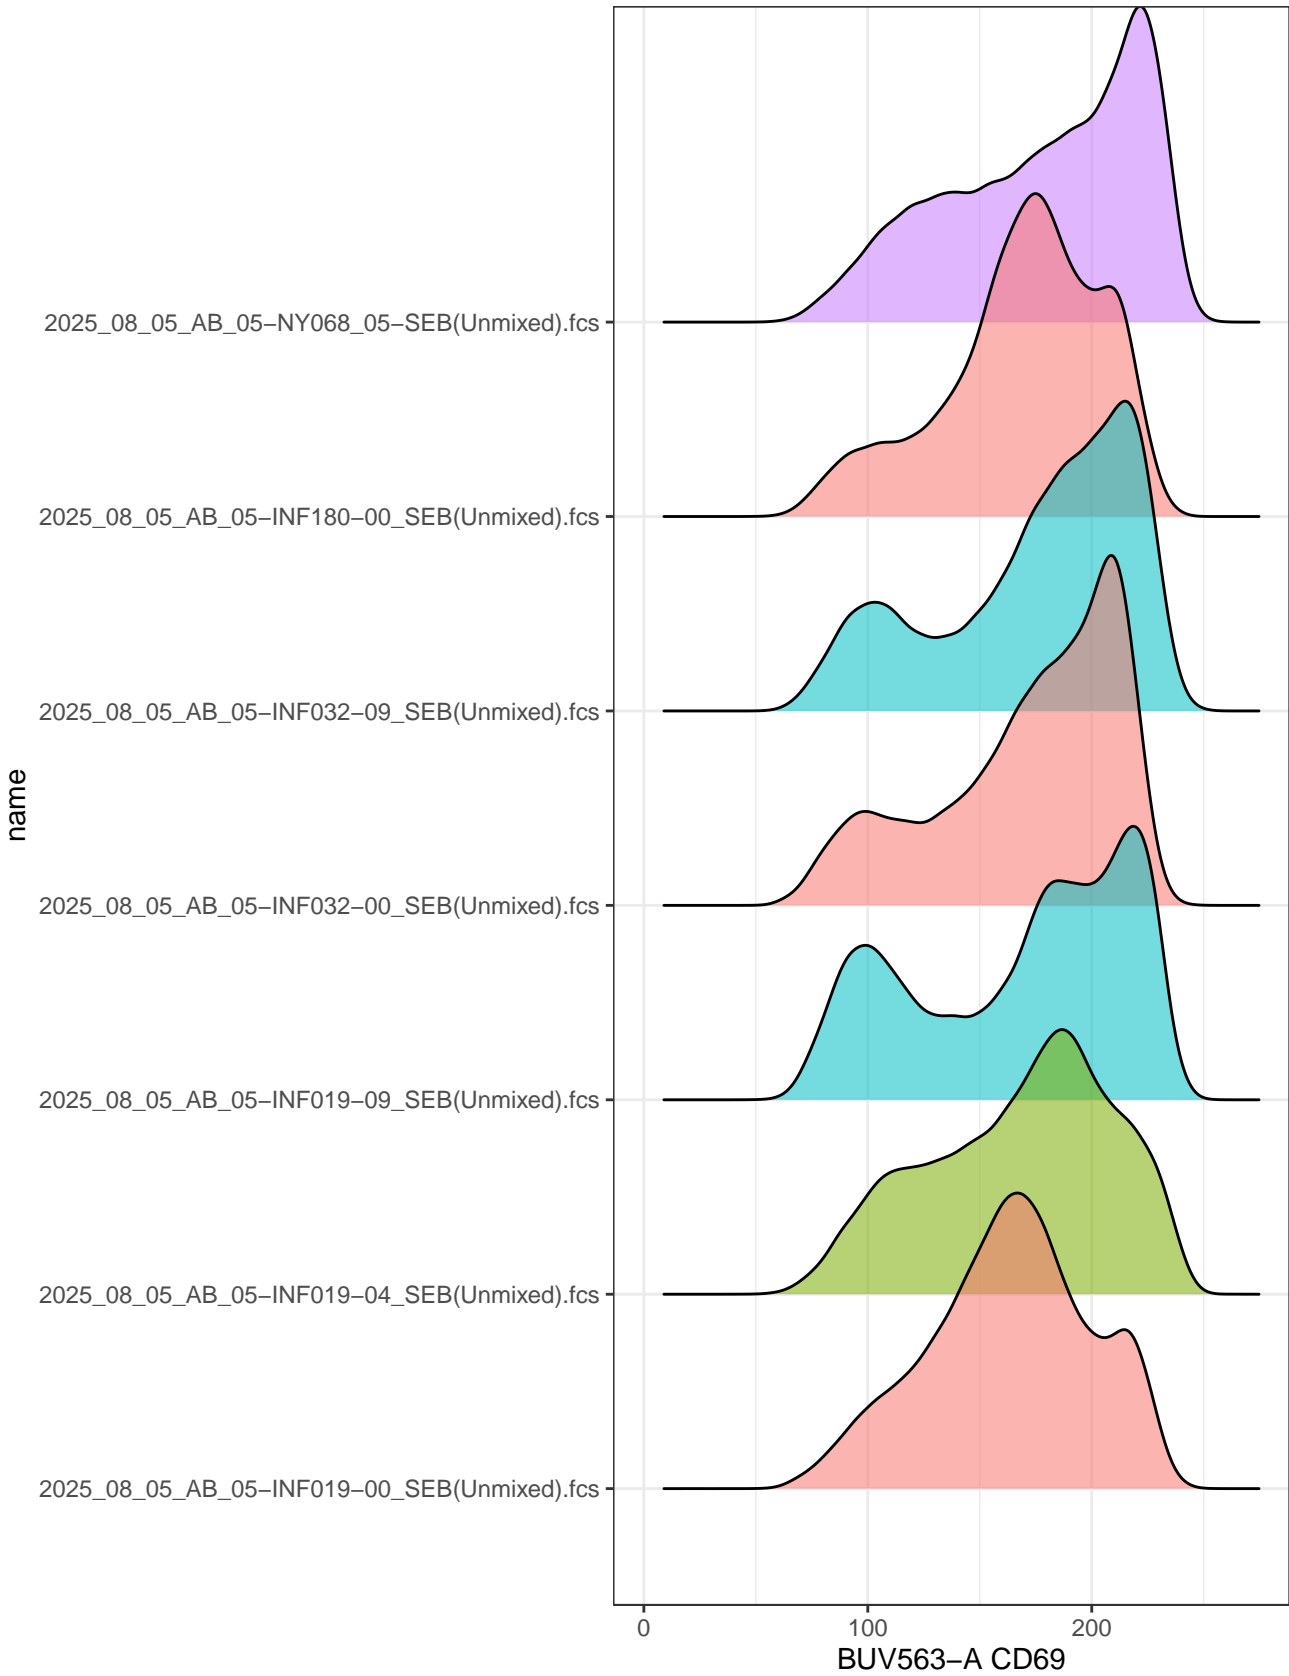 2025_08_05_AB_05−NY068_05−SEB(Unmixed).fcs
2025_08_05_AB_05−INF180−00_SEB(Unmixed).fcs
2025_08_05_AB_05−INF032−09_SEB(Unmixed).fcs
2025_08_05_AB_05−INF032−00_SEB(Unmixed).fcs
2025_08_05_AB_05−INF019−09_SEB(Unmixed).fcs
2025_08_05_AB_05−INF019−04_SEB(Unmixed).fcs
2025_08_05_AB_05−INF019−00_SEB(Unmixed).fcs
name
0 100 200
BUV563−A CD69